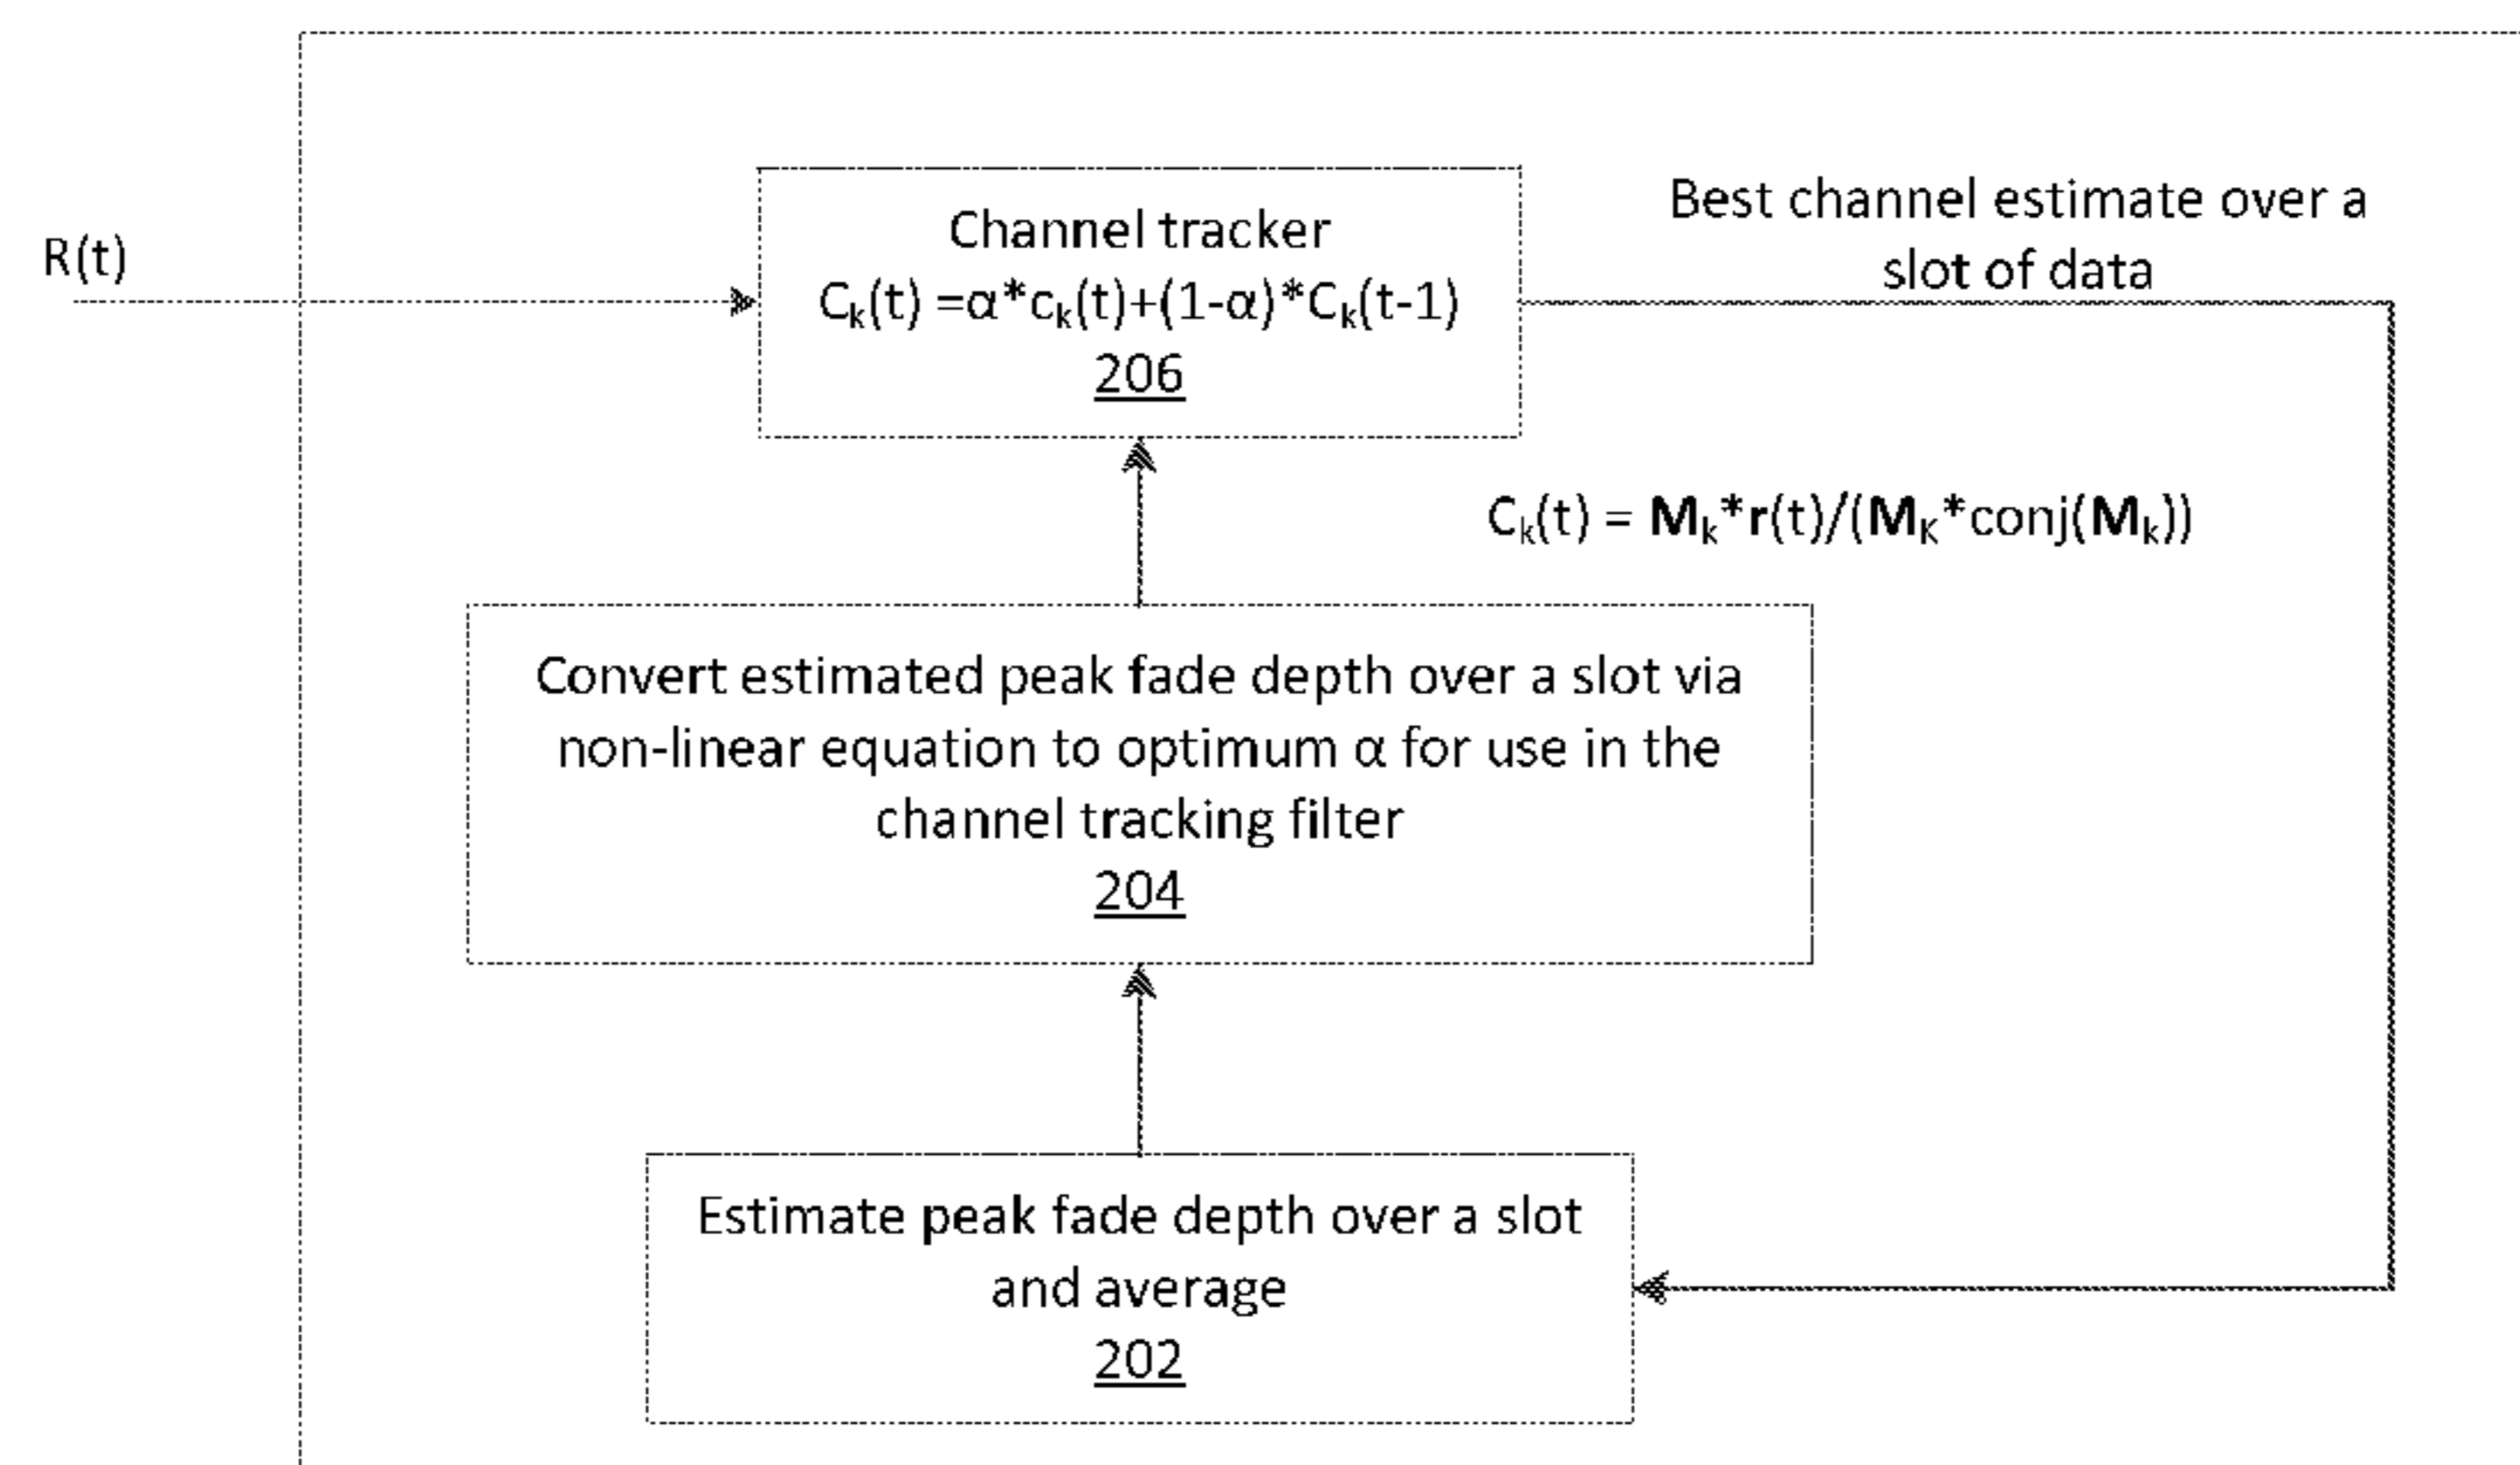 R(t)
Channel tracker
Cₖ(t) =α*cₖ(t)+(1-α)*Cₖ(t-1)
206
Best channel estimate over a
slot of data
Cₖ(t) = Mₖ*r(t)/(M_K*conj(Mₖ))
Convert estimated peak fade depth over a slot via
non-linear equation to optimum α for use in the
channel tracking filter
204
Estimate peak fade depth over a slot
and average
202